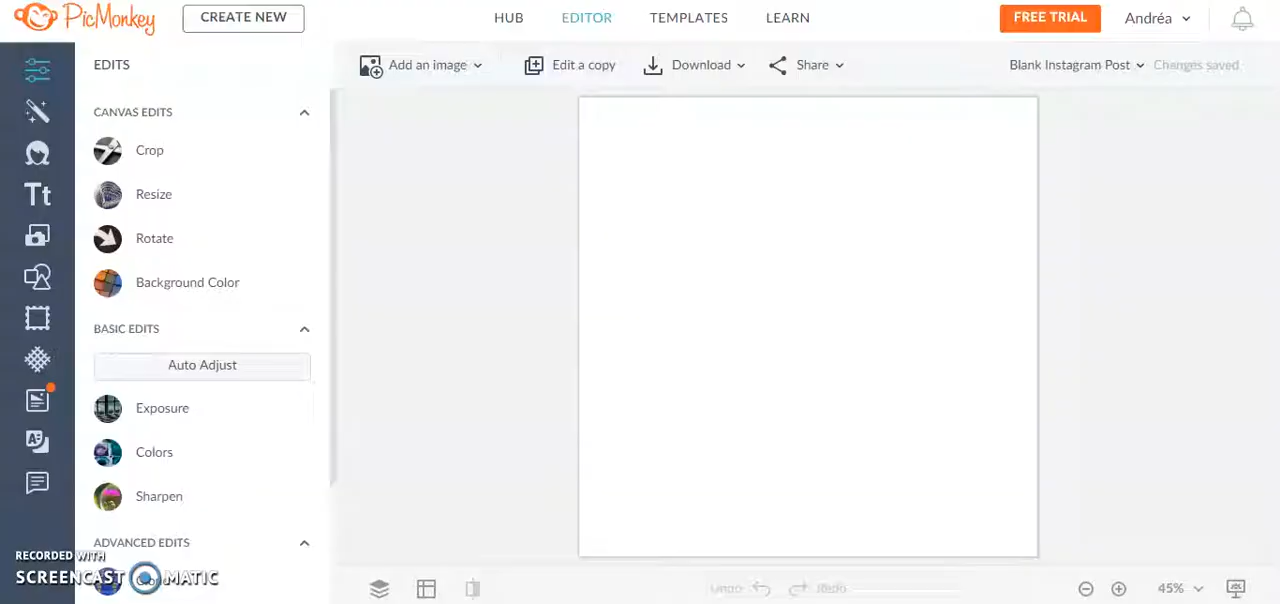 PicMonkey
CREATE NEW
HUB
EDITOR
TEMPLATES
LEARN
FREE TRIAL
Andréa
EDITS
Add an image
Edit a copy
Download
Share
Blank Instagram Post
Changes saved
CANVAS EDITS
Crop
Resize
Rotate
Background Color
BASIC EDITS
Auto Adjust
Exposure
Colors
Sharpen
ADVANCED EDITS
Tt
RECORDED WITH
SCREENCAST MATIC
Undo
Redo
45%